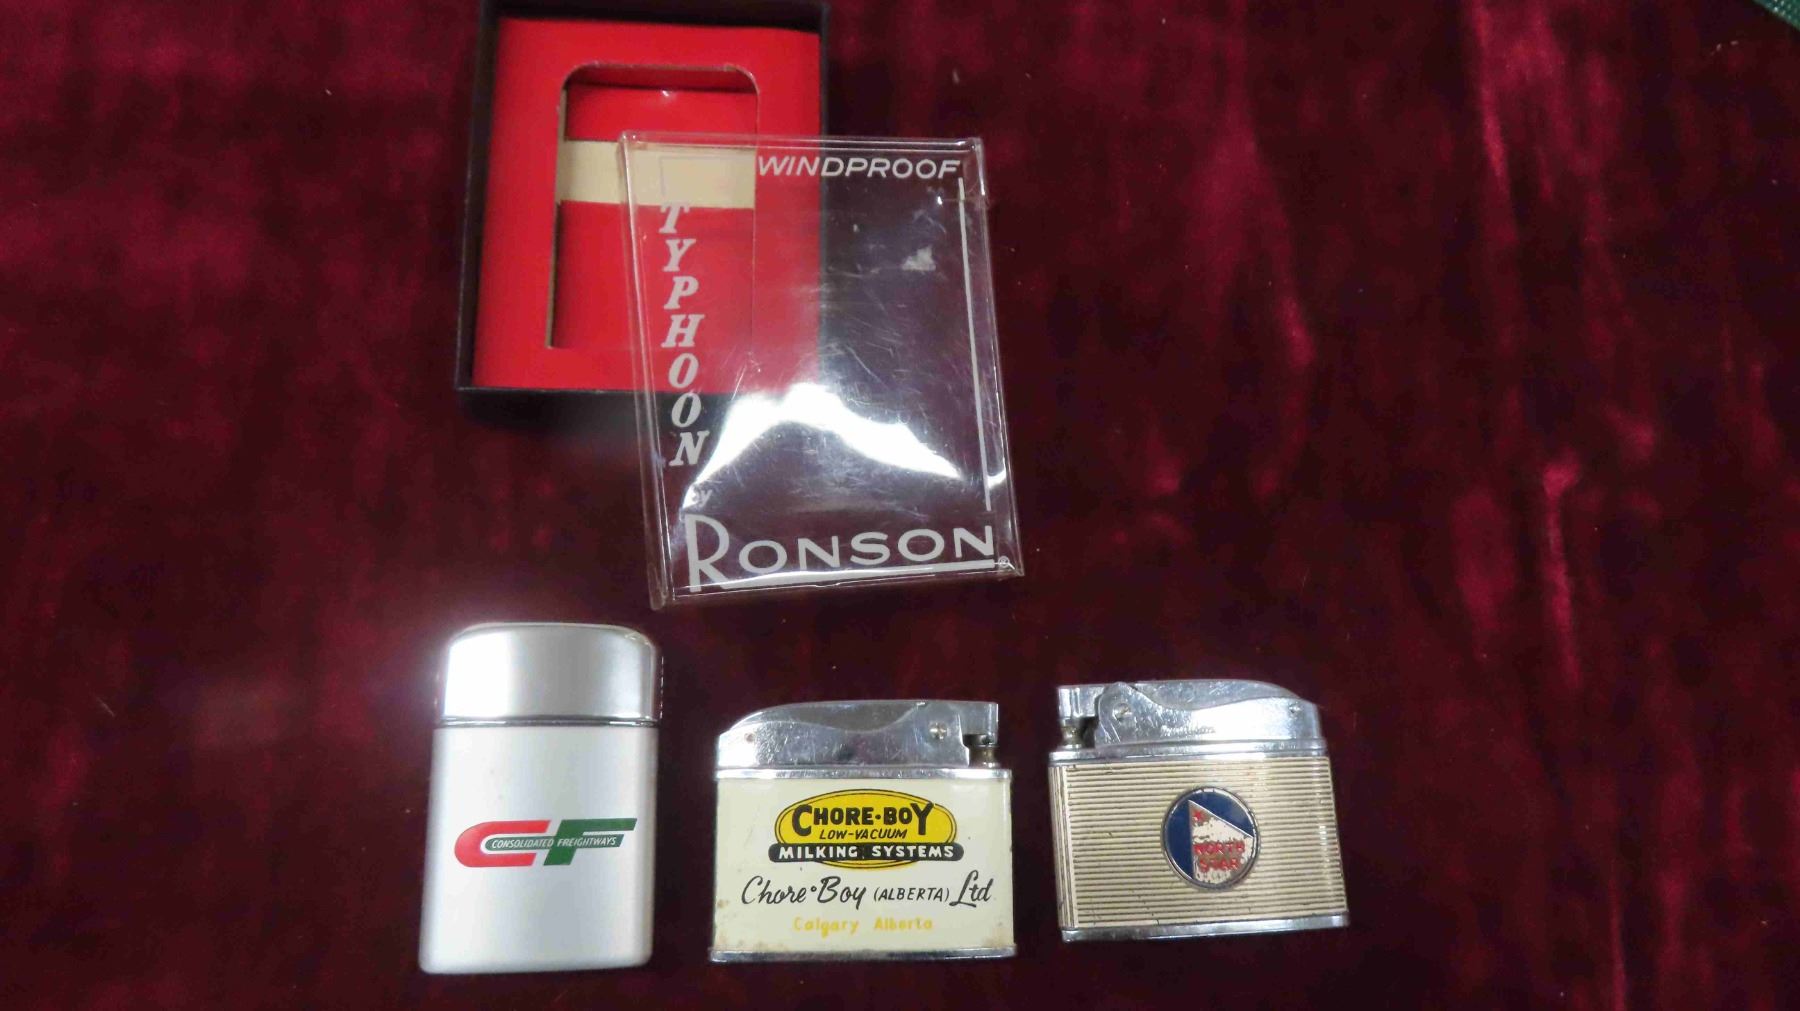 WINDPROOF
TYPHOON
by
RONSON®
CF
CONSOLIDATED FREIGHTWAYS
CHORE·BOY
LOW-VACUUM
MILKING SYSTEMS
Chore·Boy (ALBERTA) Ltd.
Calgary Alberta
NORTH
STAR